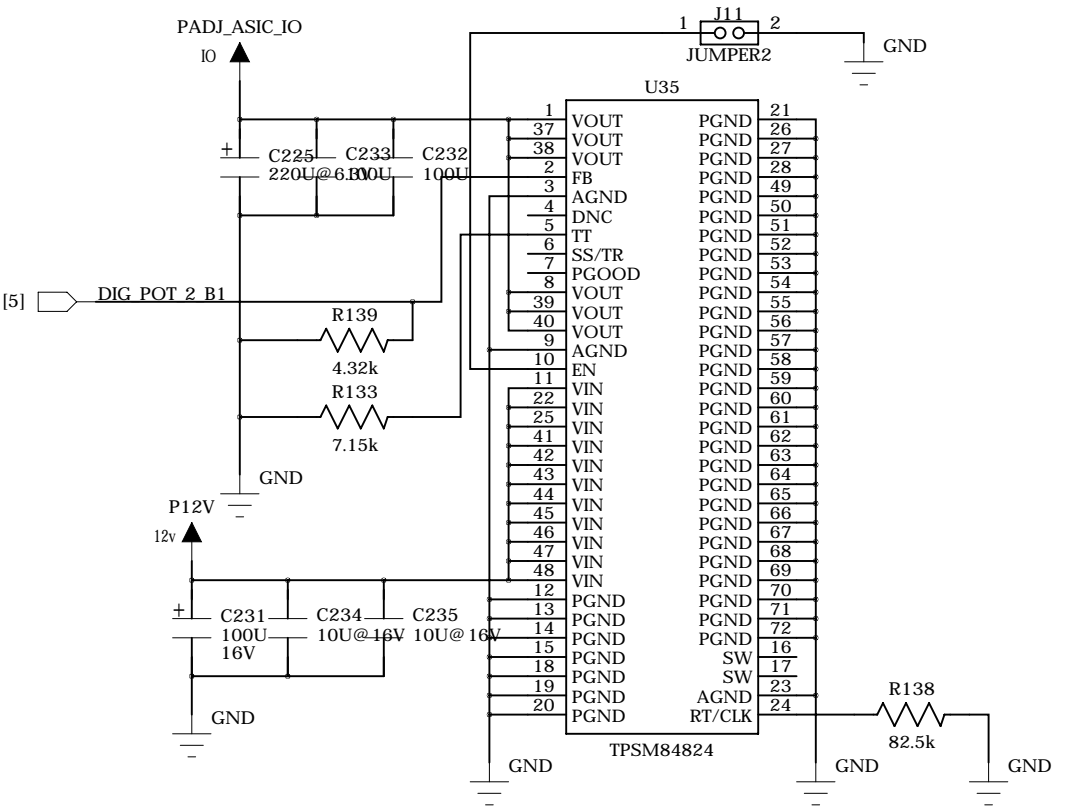 PADJ_ASIC_IO
IO
1 J11 2
JUMPER2
GND
U35
1 VOUT PGND 21
37 VOUT PGND 26
38 VOUT PGND 27
2 FB PGND 28
3 AGND PGND 49
4 DNC PGND 50
5 TT PGND 51
6 SS/TR PGND 52
7 PGOOD PGND 53
8 VOUT PGND 54
39 VOUT PGND 55
40 VOUT PGND 56
9 AGND PGND 57
10 EN PGND 58
11 VIN PGND 59
22 VIN PGND 60
25 VIN PGND 61
41 VIN PGND 62
42 VIN PGND 63
43 VIN PGND 64
44 VIN PGND 65
45 VIN PGND 66
46 VIN PGND 67
47 VIN PGND 68
48 VIN PGND 69
12 PGND PGND 70
13 PGND PGND 71
14 PGND PGND 72
15 PGND SW 16
18 PGND SW 17
19 PGND AGND 23
20 PGND RT/CLK 24
TPSM84824
+ C225 C233 C232
220U@6.3V 100U 100U
[5] DIG_POT_2_B1
R139
4.32k
R133
7.15k
GND
P12V
12v
+ C231 C234 C235
100U 10U@16V 10U@16V
16V
GND
R138
82.5k
GND
GND
GND